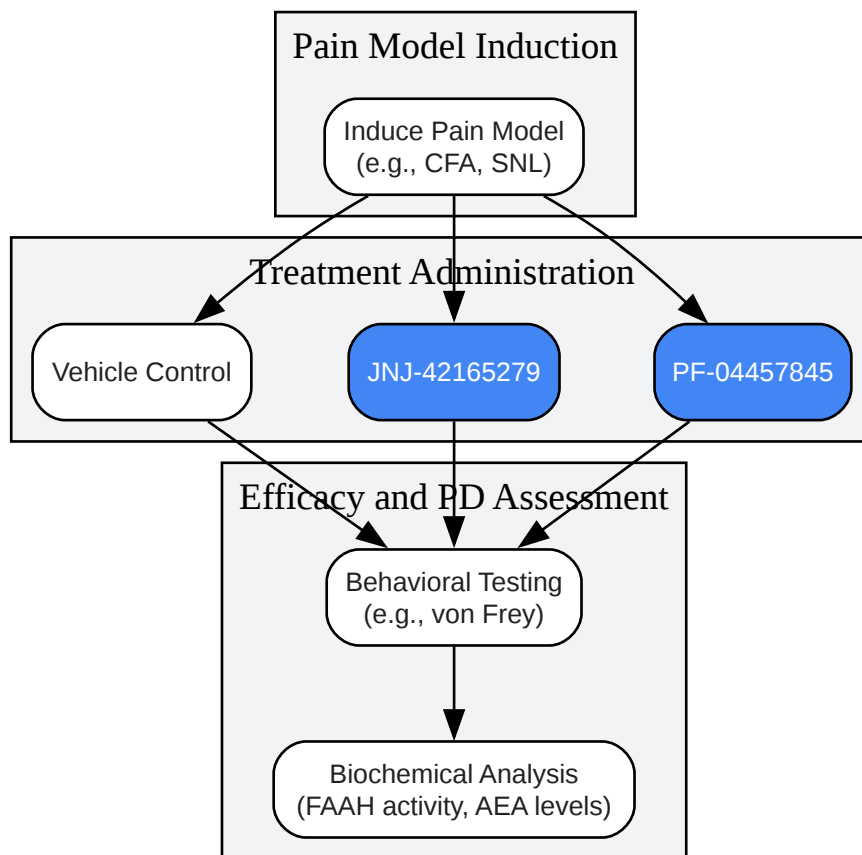 Pain Model Induction
Induce Pain Model
(e.g., CFA, SNL)
Treatment Administration
Vehicle Control
JNJ-42165279
PF-04457845
Efficacy and PD Assessment
Behavioral Testing
(e.g., von Frey)
Biochemical Analysis
(FAAH activity, AEA levels)